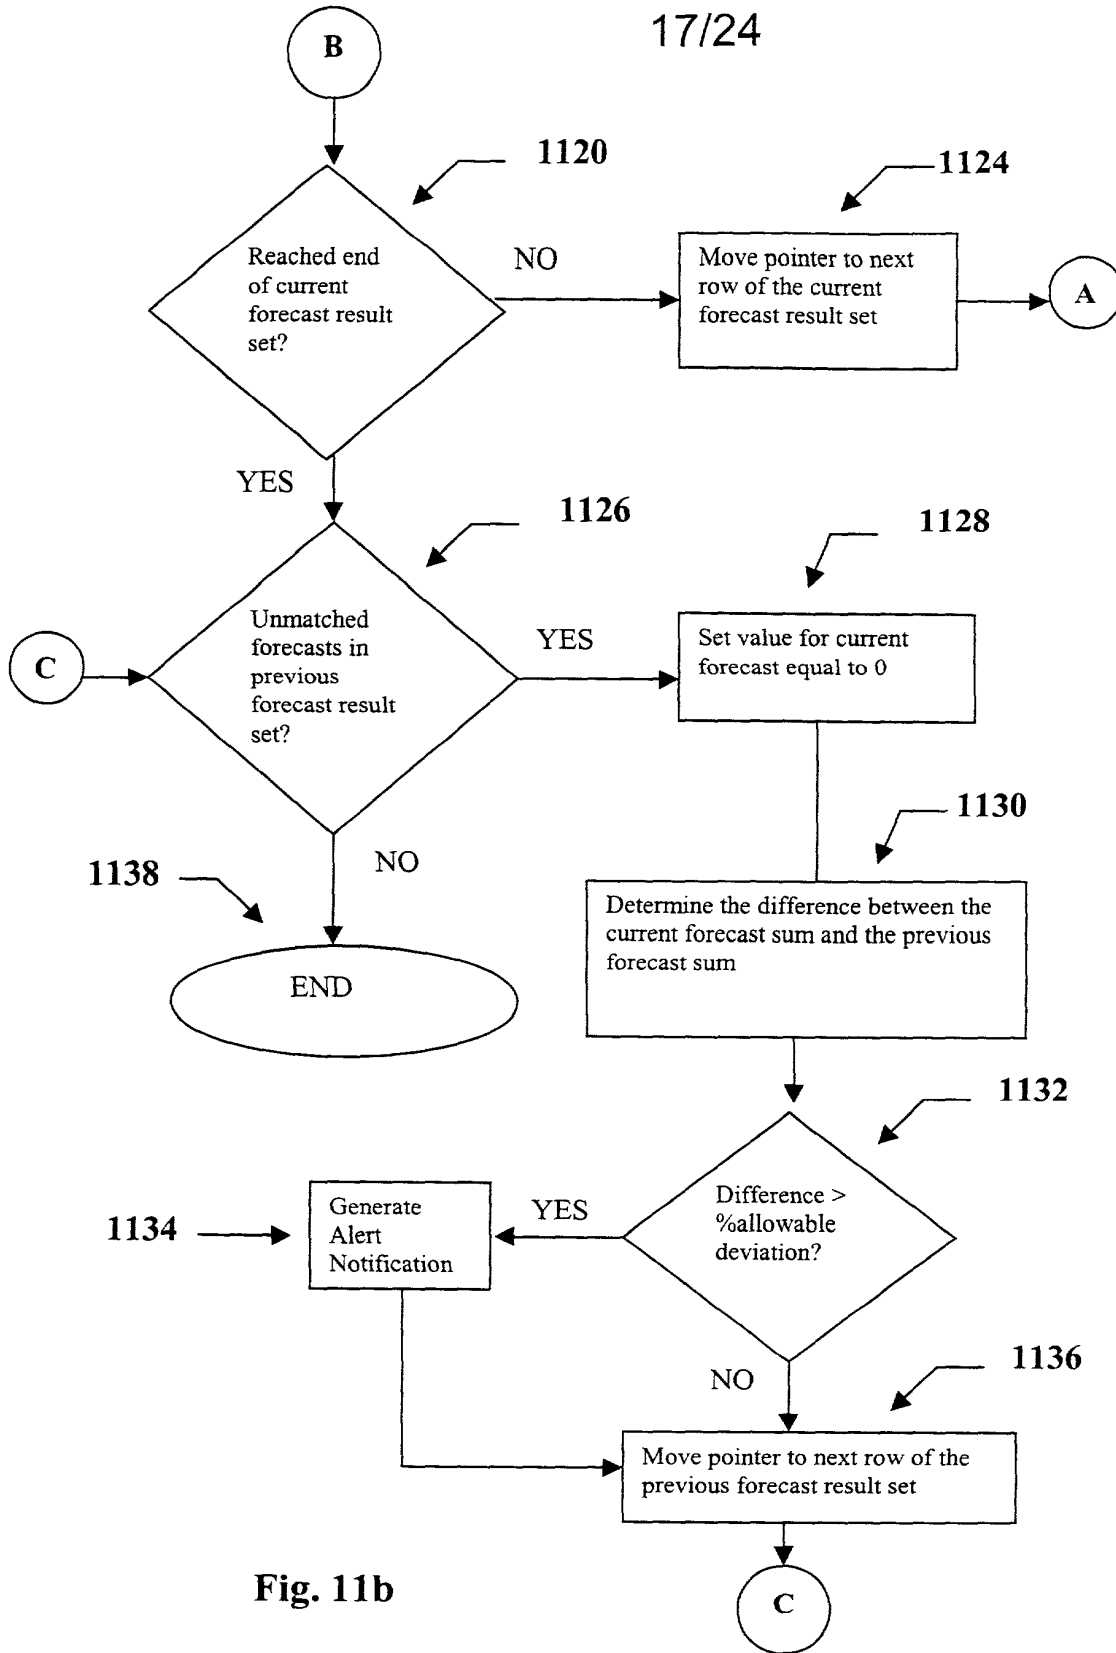 17/24
B
1120
1124
Reached end
of current
forecast result
set?
NO
Move pointer to next
row of the current
forecast result set
A
YES
1126
1128
C
Unmatched
forecasts in
previous
forecast result
set?
YES
Set value for current
forecast equal to 0
1130
1138
NO
Determine the difference between the
current forecast sum and the previous
forecast sum
END
1132
1134
Generate
Alert
Notification
YES
Difference >
%allowable
deviation?
NO
1136
Move pointer to next row of the
previous forecast result set
Fig. 11b
C